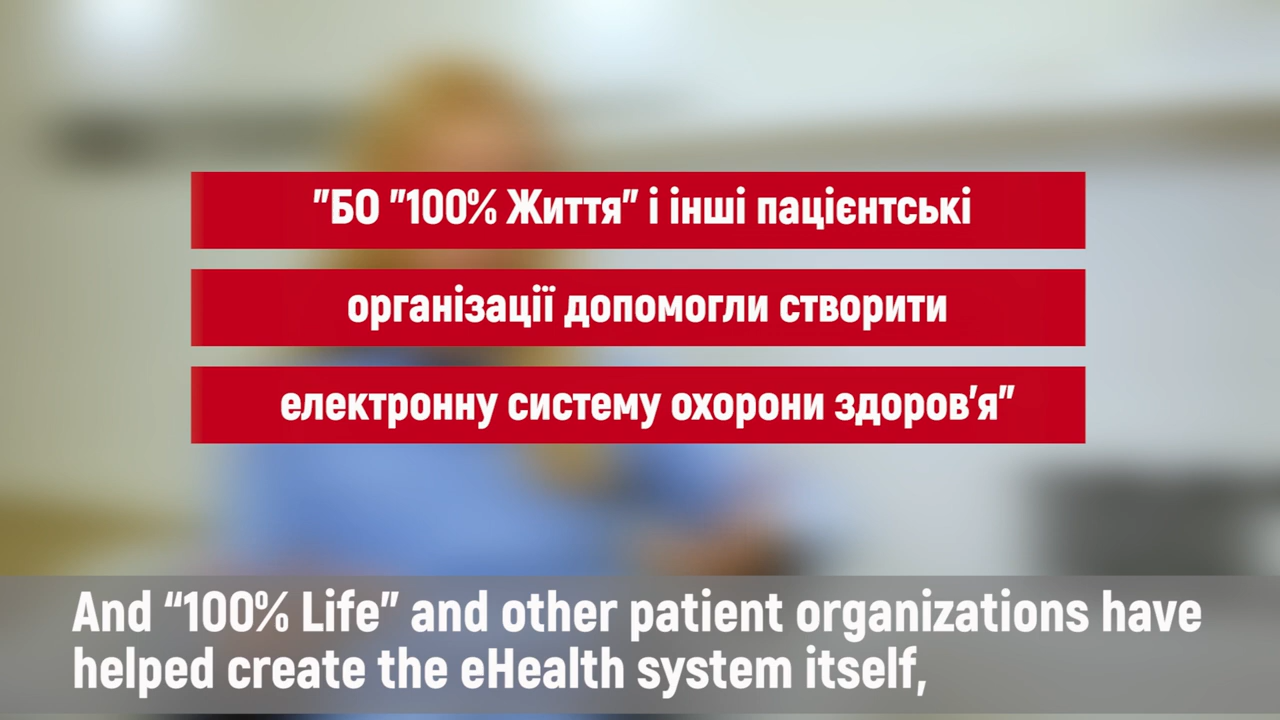 "БО "100% Життя" і інші пацієнтські
організації допомогли створити
електронну систему охорони здоров'я"
And “100% Life” and other patient organizations have
helped create the eHealth system itself,